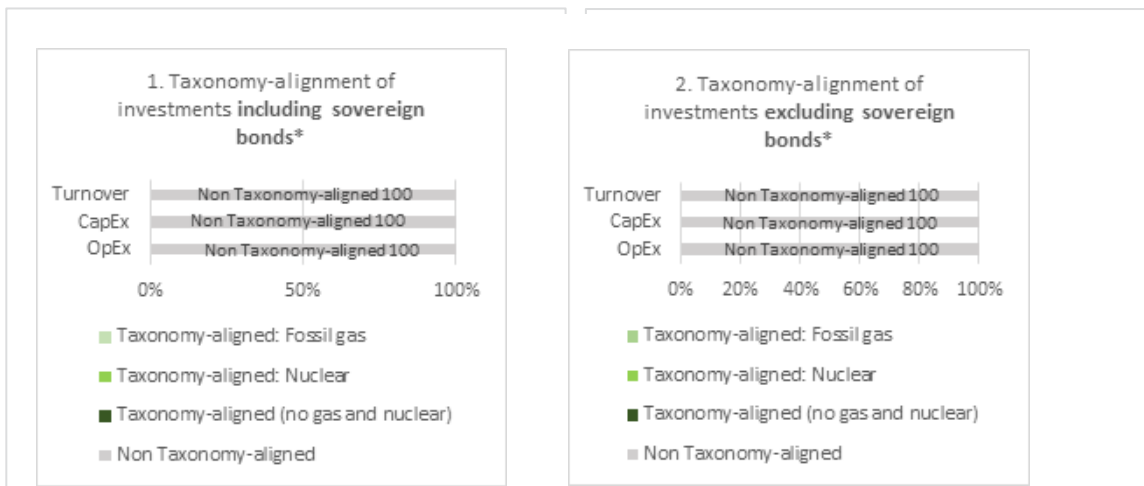 1. Taxonomy-alignment of
investments including sovereign
bonds*
Turnover
Non Taxonomy-aligned 100
CapEx
Non Taxonomy-aligned 100
OpEx
Non Taxonomy-aligned 100
0% 50% 100%
Taxonomy-aligned: Fossil gas
Taxonomy-aligned: Nuclear
Taxonomy-aligned (no gas and nuclear)
Non Taxonomy-aligned
2. Taxonomy-alignment of
investments excluding sovereign
bonds*
Turnover
Non Taxonomy-aligned 100
CapEx
Non Taxonomy-aligned 100
OpEx
Non Taxonomy-aligned 100
0% 20% 40% 60% 80% 100%
Taxonomy-aligned: Fossil gas
Taxonomy-aligned: Nuclear
Taxonomy-aligned (no gas and nuclear)
Non Taxonomy-aligned